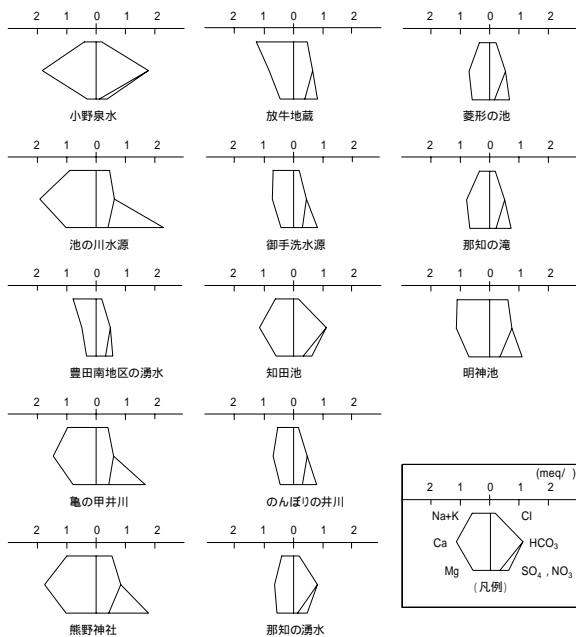 2 1 0 1 2
2 1 0 1 2
2 1 0 1 2
小野泉水
放牛地蔵
菱形の池
2 1 0 1 2
2 1 0 1 2
2 1 0 1 2
池の川水源
御手洗水源
那知の滝
2 1 0 1 2
2 1 0 1 2
2 1 0 1 2
豊田南地区の湧水
知田池
明神池
2 1 0 1 2
2 1 0 1 2
亀の甲井川
のんぼりの井川
2 1 0 1 2
2 1 0 1 2
熊野神社
那知の湧水
(meq/ )
2 1 0 1 2
Na+K Cl
Ca HCO3
Mg SO4 , NO3
(凡例)